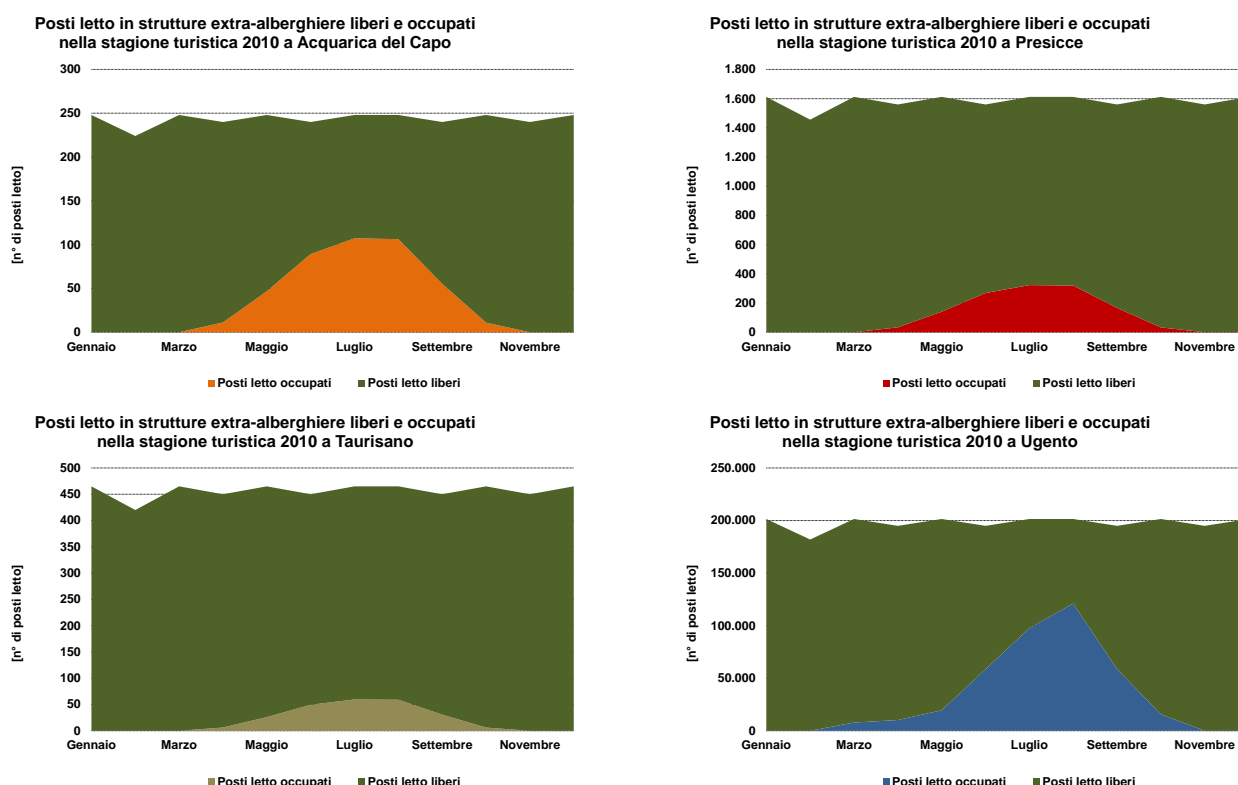 Posti letto in strutture extra-alberghiere liberi e occupati
nella stagione turistica 2010 a Acquarica del Capo
300
250
200
150
100
50
0
[n° di posti letto]
Gennaio Marzo Maggio Luglio Settembre Novembre
Posti letto occupati Posti letto liberi
Posti letto in strutture extra-alberghiere liberi e occupati
nella stagione turistica 2010 a Presicce
1.800
1.600
1.400
1.200
1.000
800
600
400
200
0
[n° di posti letto]
Gennaio Marzo Maggio Luglio Settembre Novembre
Posti letto occupati Posti letto liberi
Posti letto in strutture extra-alberghiere liberi e occupati
nella stagione turistica 2010 a Taurisano
500
450
400
350
300
250
200
150
100
50
0
[n° di posti letto]
Gennaio Marzo Maggio Luglio Settembre Novembre
Posti letto occupati Posti letto liberi
Posti letto in strutture extra-alberghiere liberi e occupati
nella stagione turistica 2010 a Ugento
250.000
200.000
150.000
100.000
50.000
0
[n° di posti letto]
Gennaio Marzo Maggio Luglio Settembre Novembre
Posti letto occupati Posti letto liberi